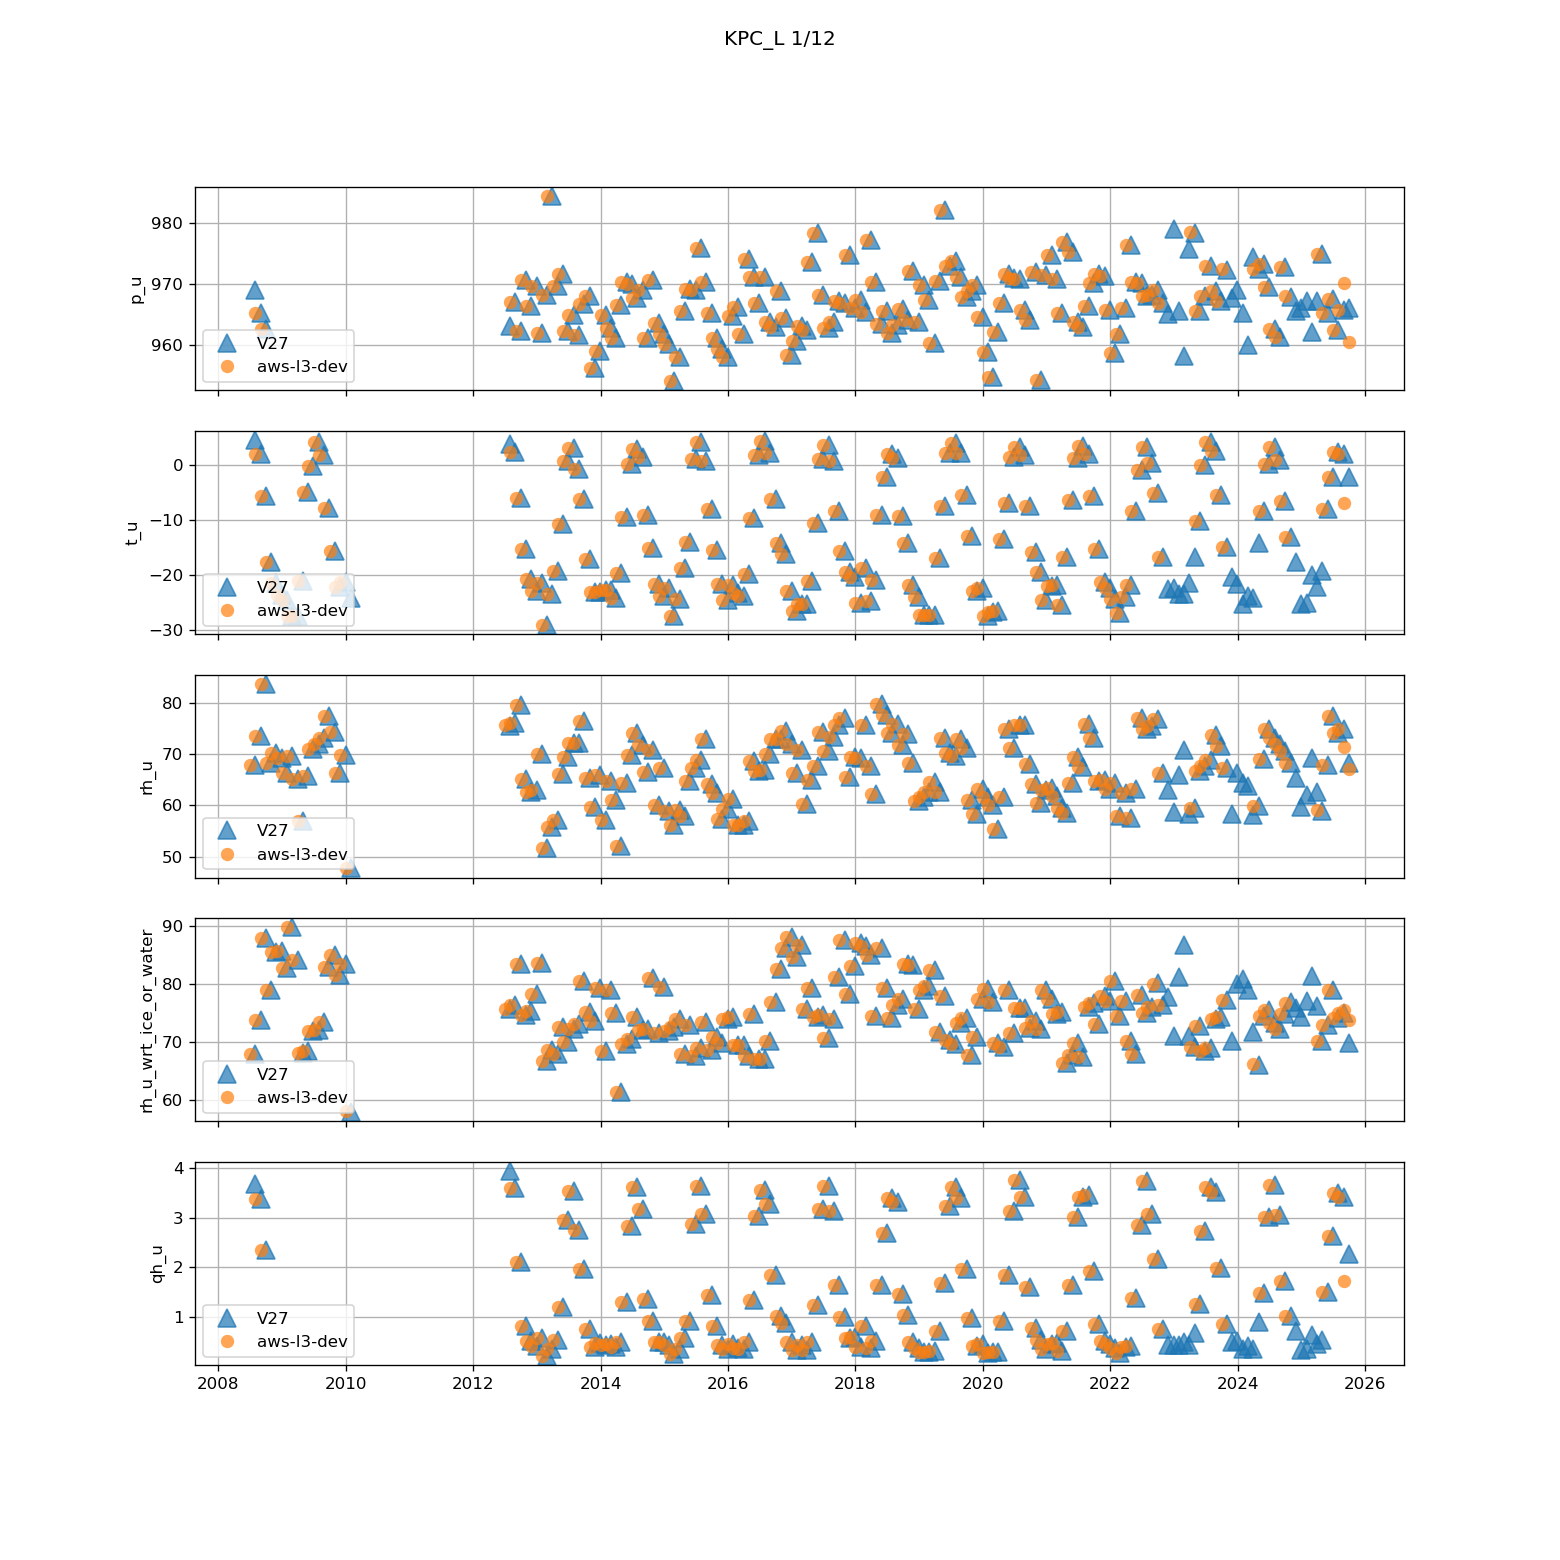 KPC_L 1/12
980
970
960
p_u
V27
aws-l3-dev
0
−10
−20
−30
t_u
V27
aws-l3-dev
80
70
60
50
rh_u
V27
aws-l3-dev
90
80
70
60
rh_u_wrt_ice_or_water
V27
aws-l3-dev
4
3
2
1
qh_u
V27
aws-l3-dev
2008 2010 2012 2014 2016 2018 2020 2022 2024 2026